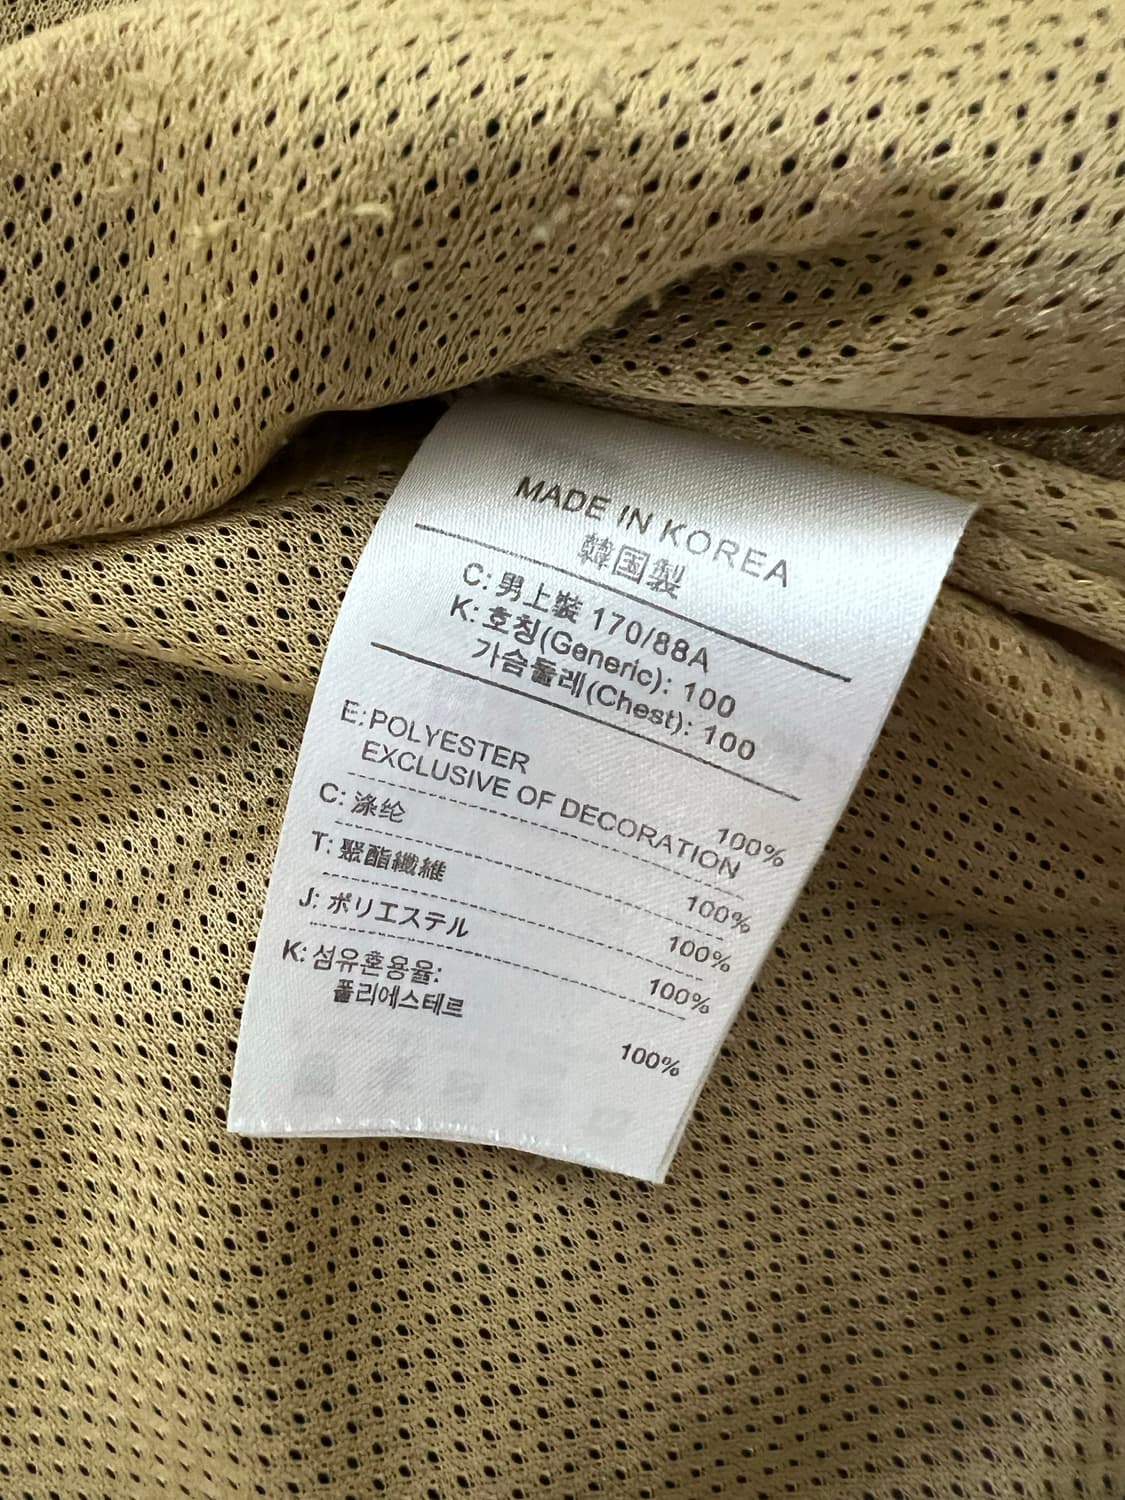 MADE IN KOREA
韓国製
C: 男上裝 170/88A
K: 호칭(Generic): 100
가슴둘레(Chest): 100
E: POLYESTER 100%
EXCLUSIVE OF DECORATION
C: 涤纶 100%
T: 聚酯纖維 100%
J: ポリエステル 100%
K: 섬유혼용율:
폴리에스테르 100%